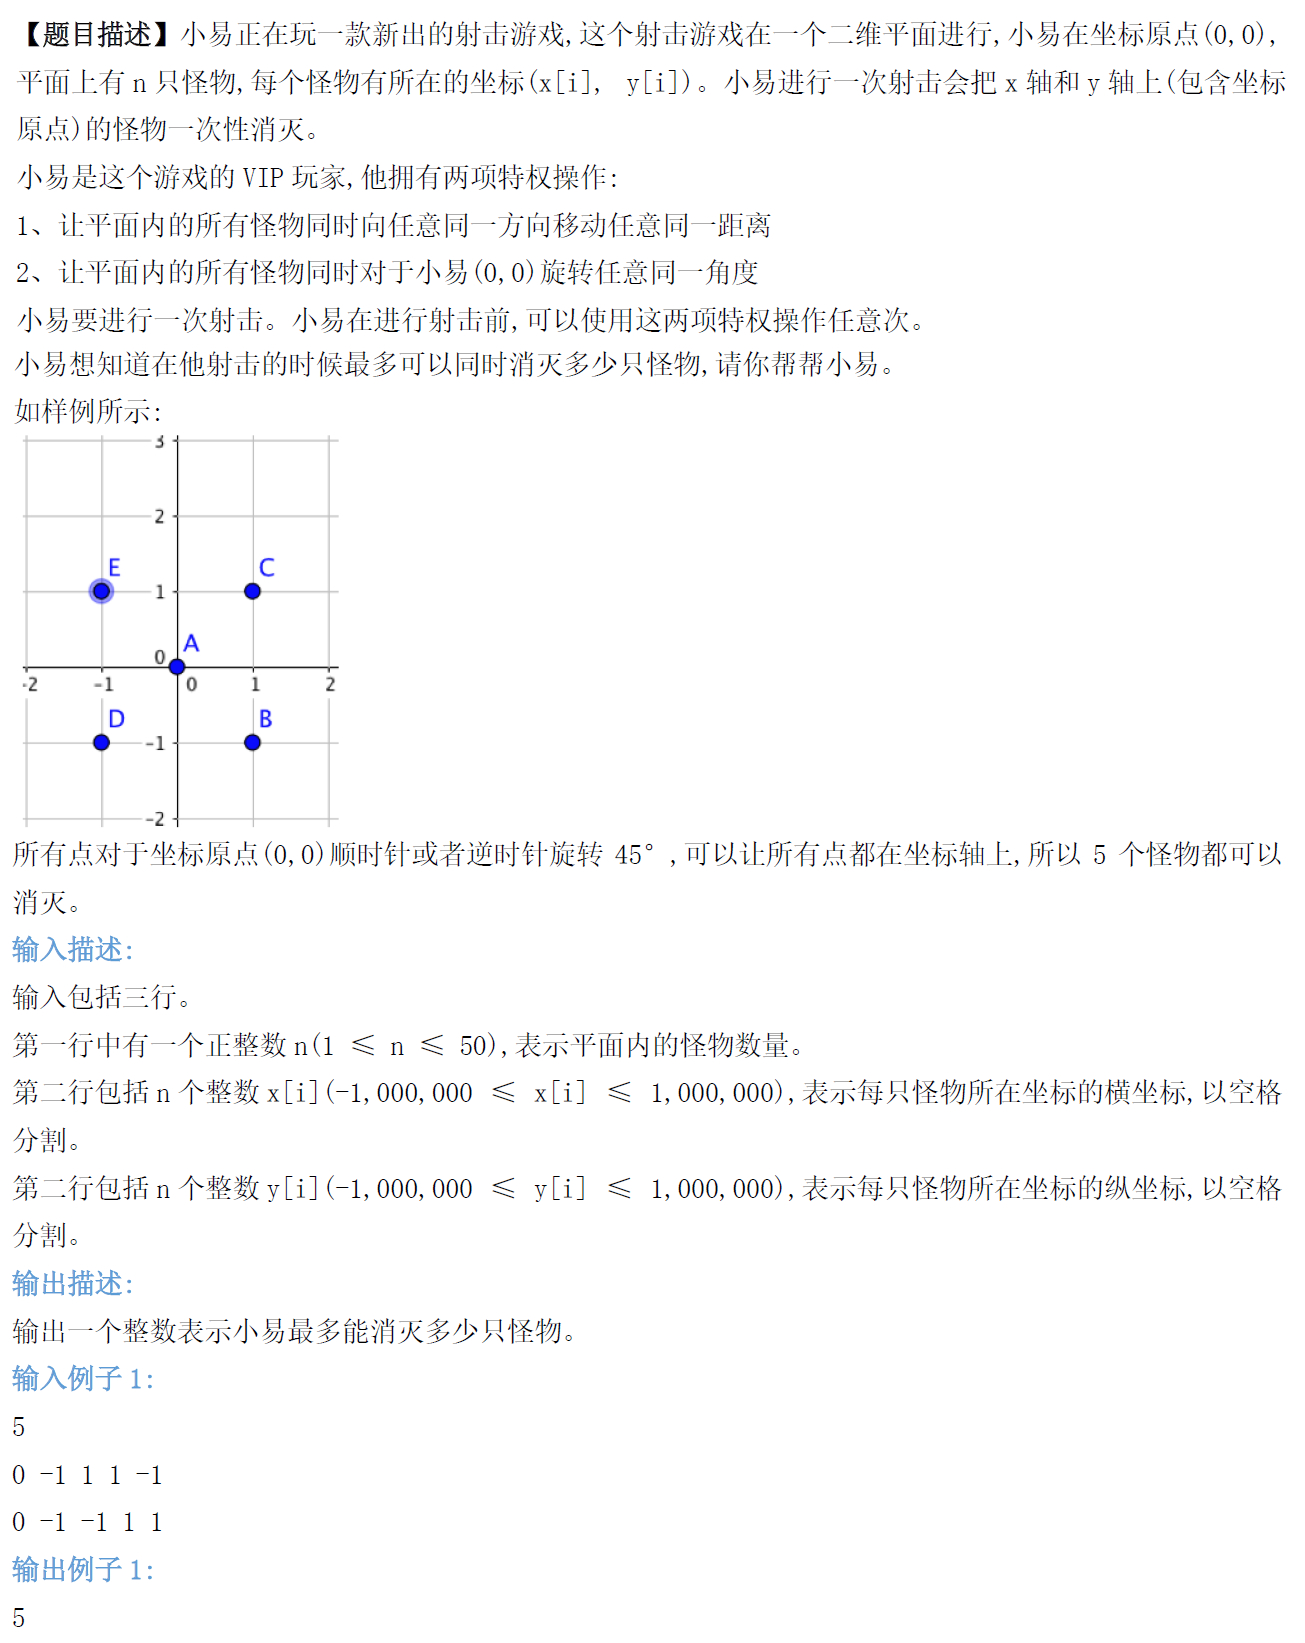 【题目描述】小易正在玩一款新出的射击游戏,这个射击游戏在一个二维平面进行,小易在坐标原点(0,0),
平面上有 n 只怪物,每个怪物有所在的坐标(x[i], y[i])。小易进行一次射击会把 x 轴和 y 轴上(包含坐标
原点)的怪物一次性消灭。
小易是这个游戏的 VIP 玩家,他拥有两项特权操作:
1、让平面内的所有怪物同时向任意同一方向移动任意同一距离
2、让平面内的所有怪物同时对于小易(0,0)旋转任意同一角度
小易要进行一次射击。小易在进行射击前,可以使用这两项特权操作任意次。
小易想知道在他射击的时候最多可以同时消灭多少只怪物,请你帮帮小易。
如样例所示:
3
2
E
C
1
A
0
-2 -1 0 1 2
D
B
-1
-2
所有点对于坐标原点(0,0)顺时针或者逆时针旋转 45°,可以让所有点都在坐标轴上,所以 5 个怪物都可以
消灭。
输入描述:
输入包括三行。
第一行中有一个正整数 n(1 ≤ n ≤ 50),表示平面内的怪物数量。
第二行包括 n 个整数 x[i](-1,000,000 ≤ x[i] ≤ 1,000,000),表示每只怪物所在坐标的横坐标,以空格
分割。
第二行包括 n 个整数 y[i](-1,000,000 ≤ y[i] ≤ 1,000,000),表示每只怪物所在坐标的纵坐标,以空格
分割。
输出描述:
输出一个整数表示小易最多能消灭多少只怪物。
输入例子 1:
5
0 -1 1 1 -1
0 -1 -1 1 1
输出例子 1:
5